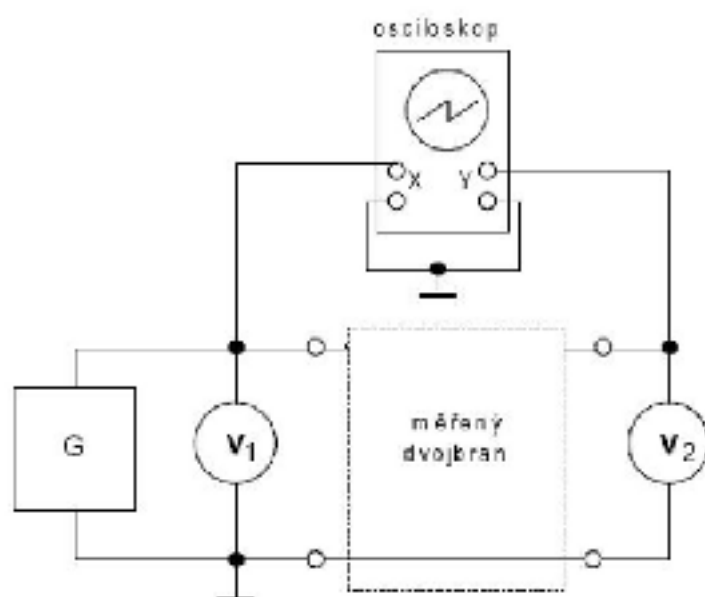 osciloskop
X Y
G
V1
měřený
dvojbran
V2